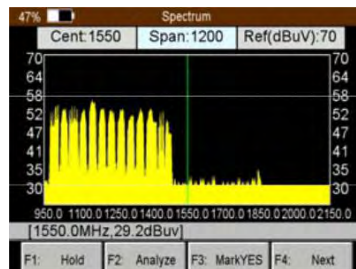 47% Spectrum
Cent:1550 Span:1200 Ref(dBuV):70
70 70
64 64
58 58
52 52
47 47
41 41
35 35
30 30
950.0 1100.0 1250.0 1400.0 1550.0 1700.0 1850.0 2000.0 2150.0
[1550.0MHz,29.2dBuv]
F1: Hold F2: Analyze F3: MarkYES F4: Next